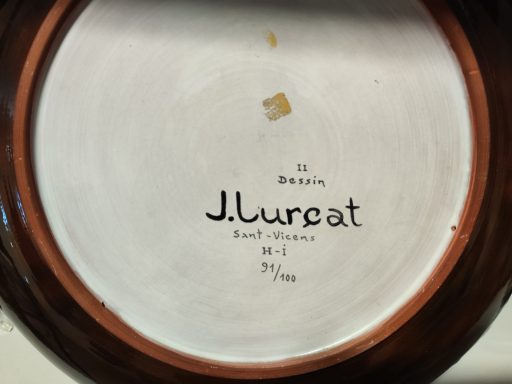 II
Dessin
J.Lurçat
Sant-Vicens
H-i
91/100